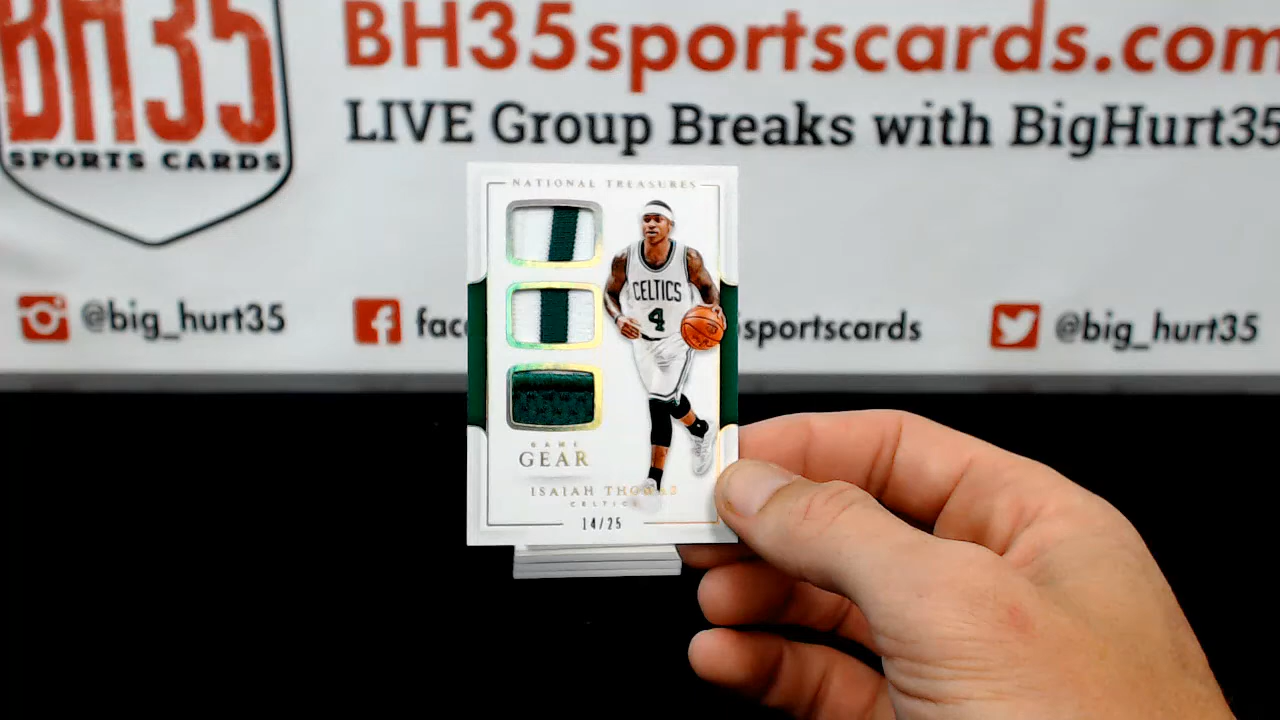 BH35
SPORTS CARDS
BH35sportscards.com
LIVE Group Breaks with BigHurt35
@big_hurt35
f
sportscards
@big_hurt35
NATIONAL TREASURES
CELTICS
4
GAME
GEAR
ISAIAH THOMAS
CELTICS
14/25